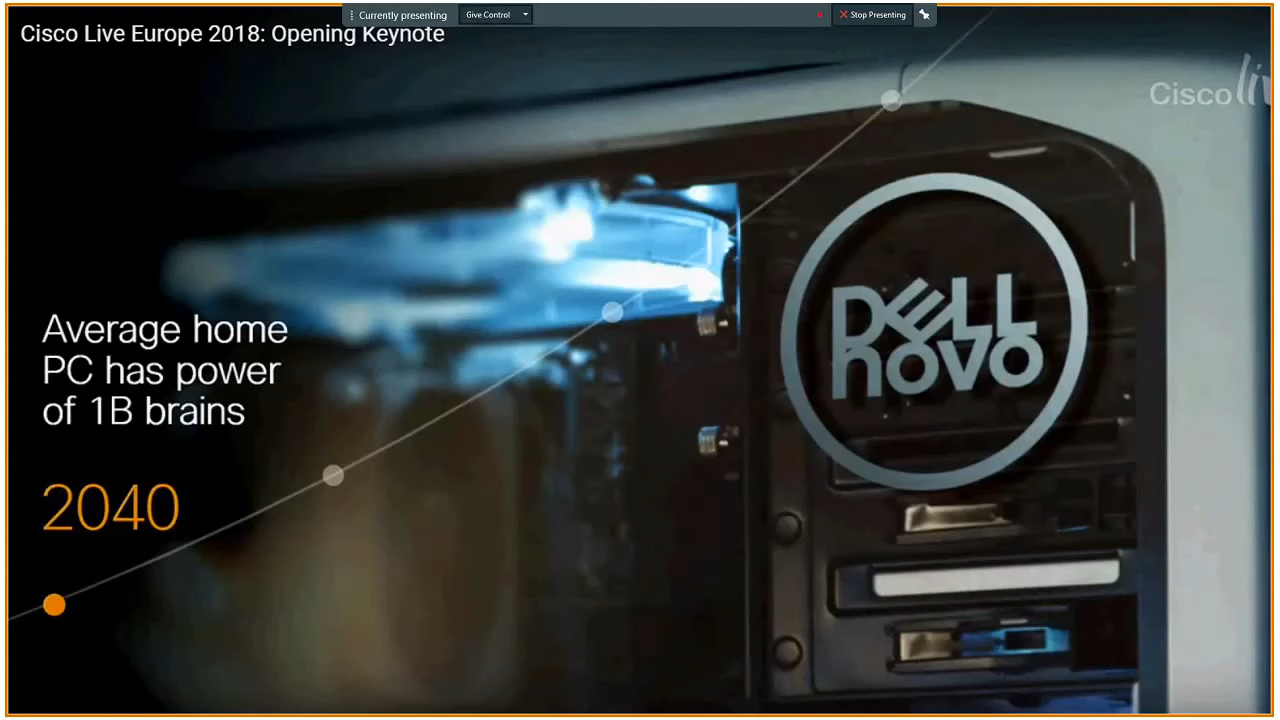 Currently presenting
Give Control
Stop Presenting
Cisco Live Europe 2018: Opening Keynote
Cisco
DELL
novo
Average home
PC has power
of 1B brains
2040